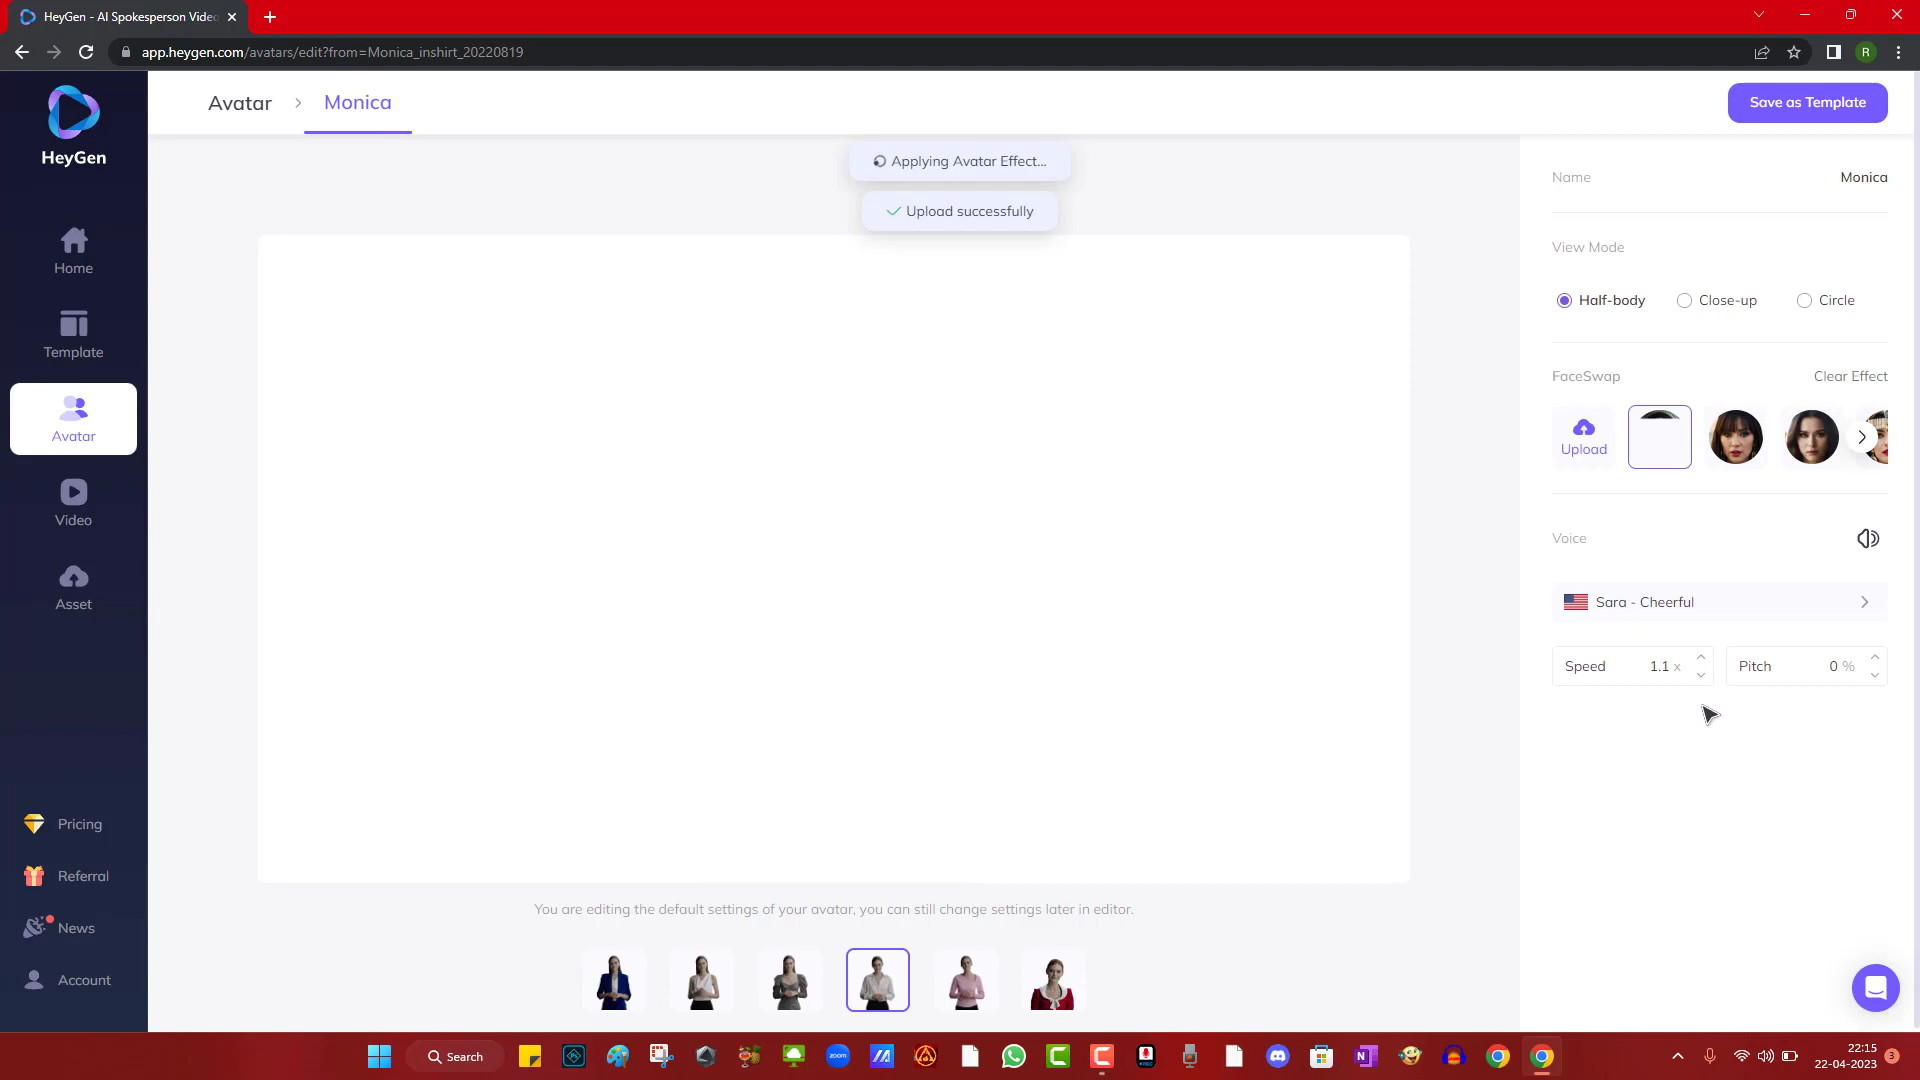 HeyGen - AI Spokesperson Video
app.heygen.com/avatars/edit?from=Monica_inshirt_20220819
R
HeyGen
Home
Template
Avatar
Video
Asset
Pricing
Referral
News
Account
Avatar > Monica
Save as Template
Applying Avatar Effect...
Upload successfully
Name Monica
View Mode
Half-body Close-up Circle
FaceSwap Clear Effect
Upload
Voice
Sara - Cheerful
Speed 1.1 x Pitch 0 %
You are editing the default settings of your avatar, you can still change settings later in editor.
Search
zoom
22:15
22-04-2023
3